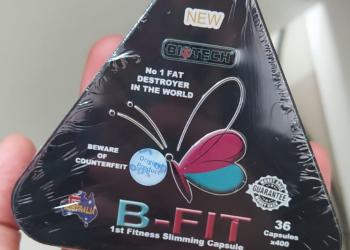 NEW
BIOTECH
No 1 FAT
DESTROYER
IN THE WORLD
BEWARE
OF
COUNTERFEIT
GUARANTEE
AUSTRALIA
B-FIT
1st Fitness Slimming Capsule
36
Capsules
x400